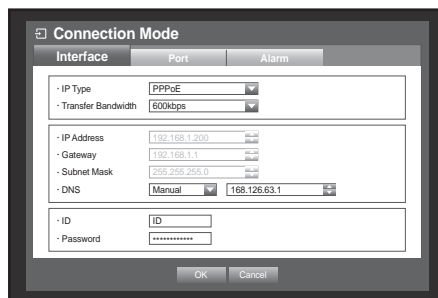 Connection Mode
Interface Port Alarm
· IP Type PPPoE
· Transfer Bandwidth 600kbps
· IP Address 192.168.1.200
· Gateway 192.168.1.1
· Subnet Mask 255.255.255.0
· DNS Manual 168.126.63.1
· ID ID
· Password ************
OK Cancel